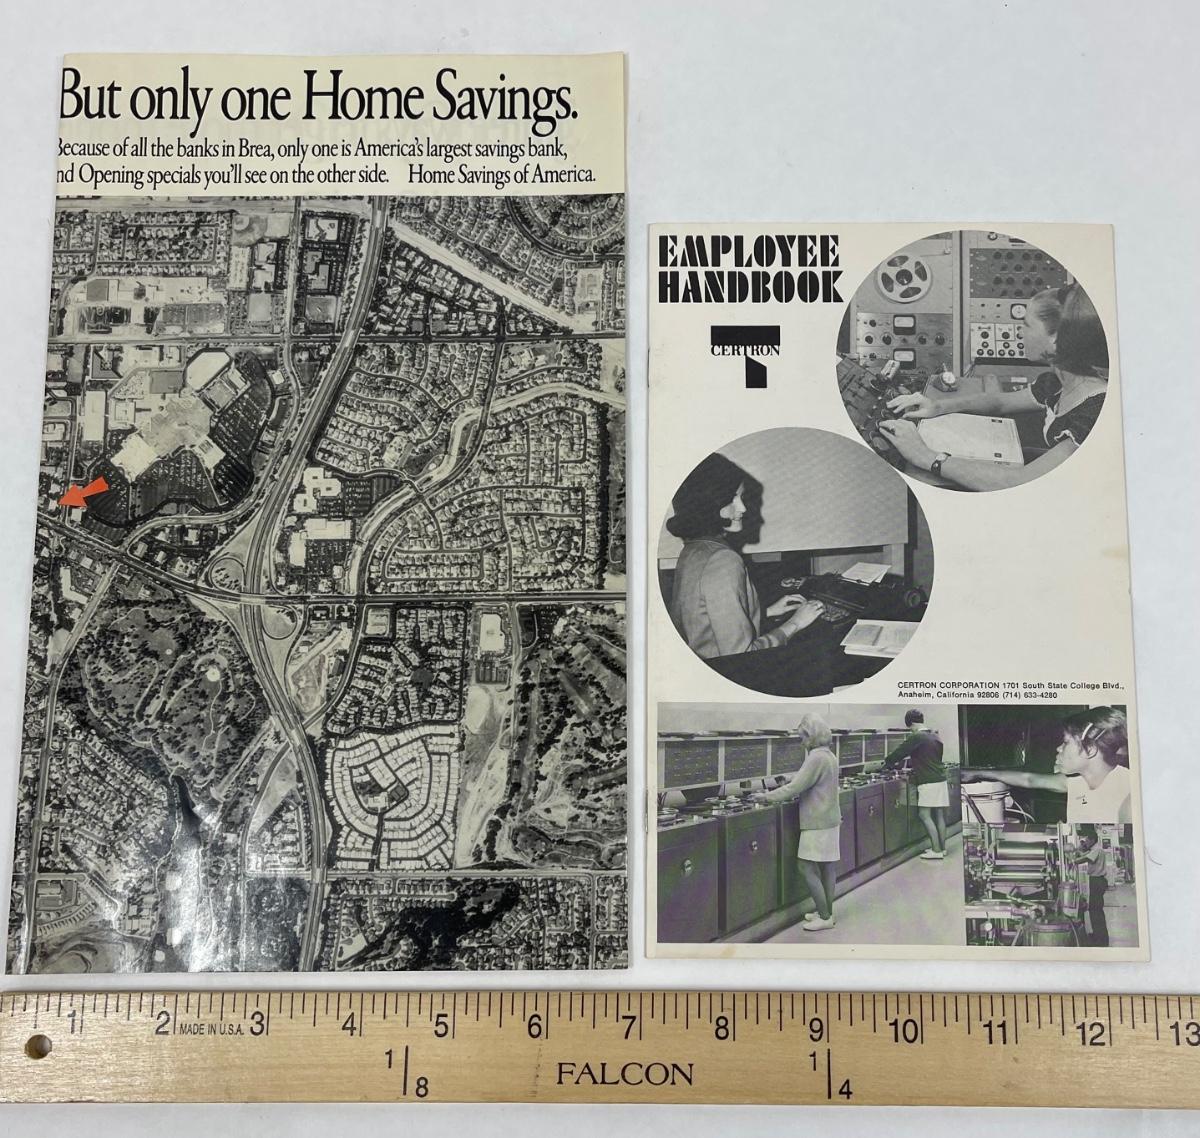 But only one Home Savings.
Because of all the banks in Brea, only one is America's largest savings bank,
nd Opening specials you'll see on the other side. Home Savings of America.
EMPLOYEE
HANDBOOK
CERTRON
CERTRON CORPORATION 1701 South State College Blvd.,
Anaheim, California 92806 (714) 633-4280
1 2 MADE IN U.S.A. 3 4 5 6 7 8 9 10 11 12 13
1 8 FALCON 1 4